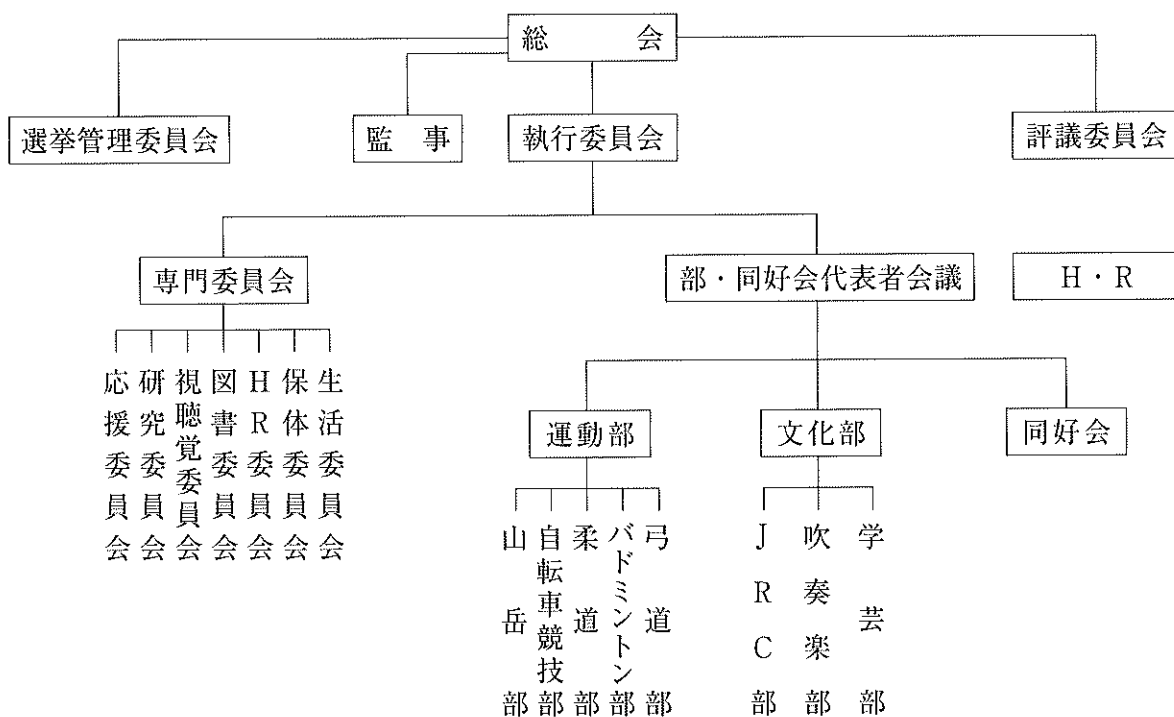 総会
選挙管理委員会
監事
執行委員会
評議委員会
専門委員会
部・同好会代表者会議
H・R
応援委員会
研究委員会
視聴覚委員会
図書委員会
HR委員会
保体委員会
生活委員会
運動部
文化部
同好会
山岳部
自転車競技部
柔道部
バドミントン部
弓道部
JRC部
吹奏楽部
学芸部